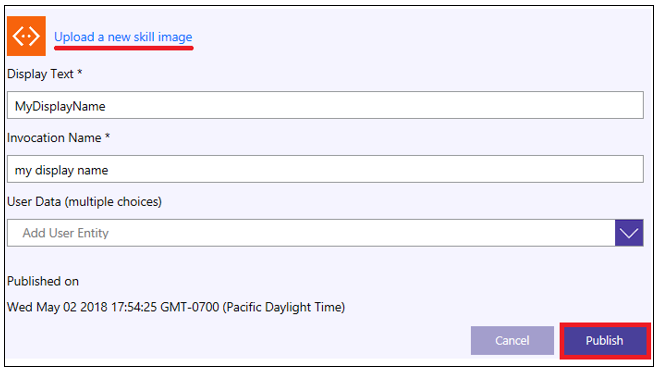 Upload a new skill image
Display Text *
MyDisplayName
Invocation Name *
my display name
User Data (multiple choices)
Add User Entity
Published on
Wed May 02 2018 17:54:25 GMT-0700 (Pacific Daylight Time)
Cancel
Publish